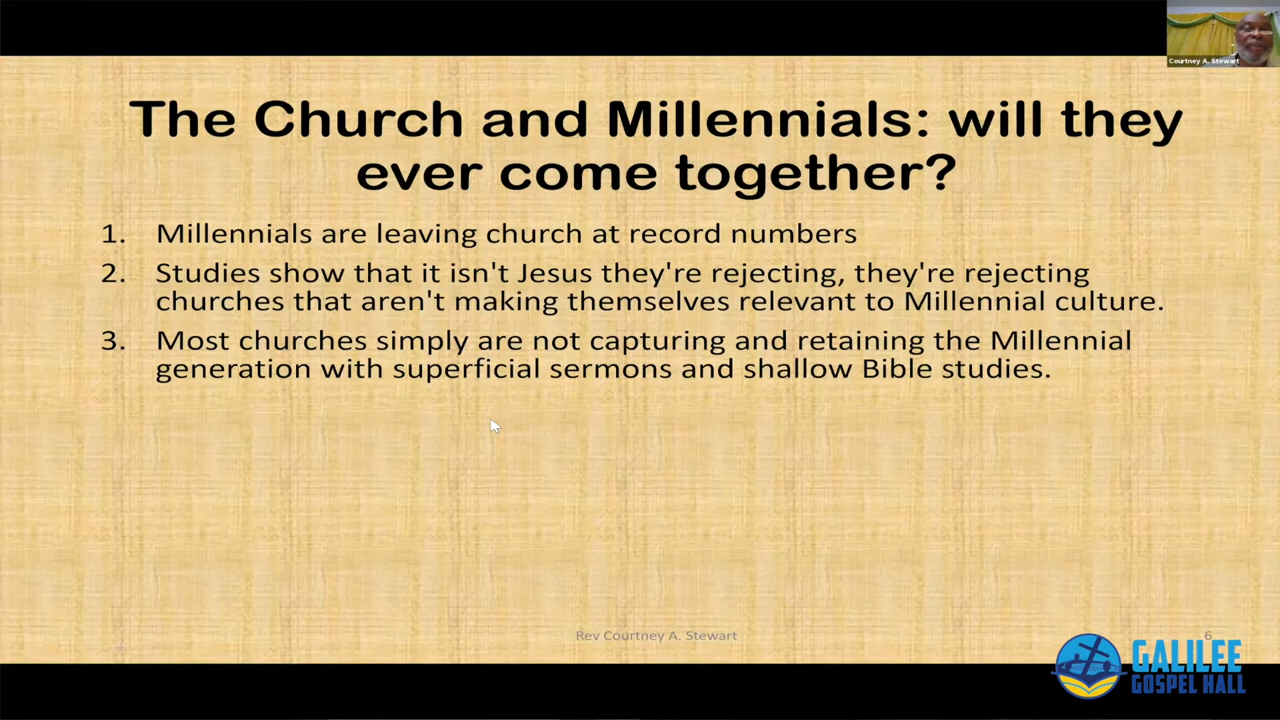 Courtney A. Stewart
The Church and Millennials: will they
ever come together?
1. Millennials are leaving church at record numbers
2. Studies show that it isn't Jesus they're rejecting, they're rejecting
churches that aren't making themselves relevant to Millennial culture.
3. Most churches simply are not capturing and retaining the Millennial
generation with superficial sermons and shallow Bible studies.
Rev Courtney A. Stewart
6
GALILEE
GOSPEL HALL